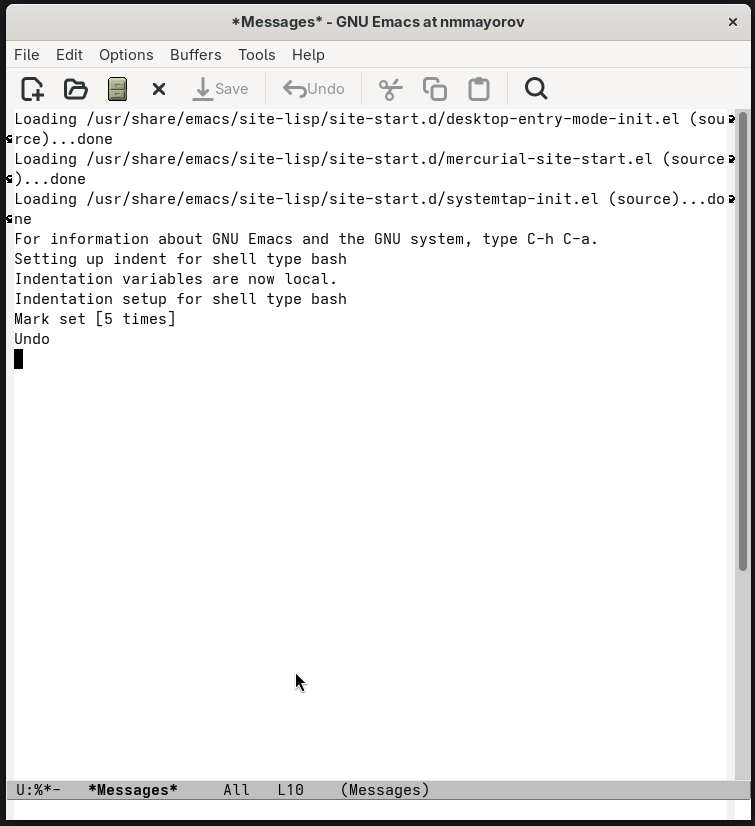 *Messages* - GNU Emacs at nmmayorov
File Edit Options Buffers Tools Help
Save Undo
Loading /usr/share/emacs/site-lisp/site-start.d/desktop-entry-mode-init.el (sou
rce)...done
Loading /usr/share/emacs/site-lisp/site-start.d/mercurial-site-start.el (source
)...done
Loading /usr/share/emacs/site-lisp/site-start.d/systemtap-init.el (source)...do
ne
For information about GNU Emacs and the GNU system, type C-h C-a.
Setting up indent for shell type bash
Indentation variables are now local.
Indentation setup for shell type bash
Mark set [5 times]
Undo
U:%*- *Messages* All L10 (Messages)